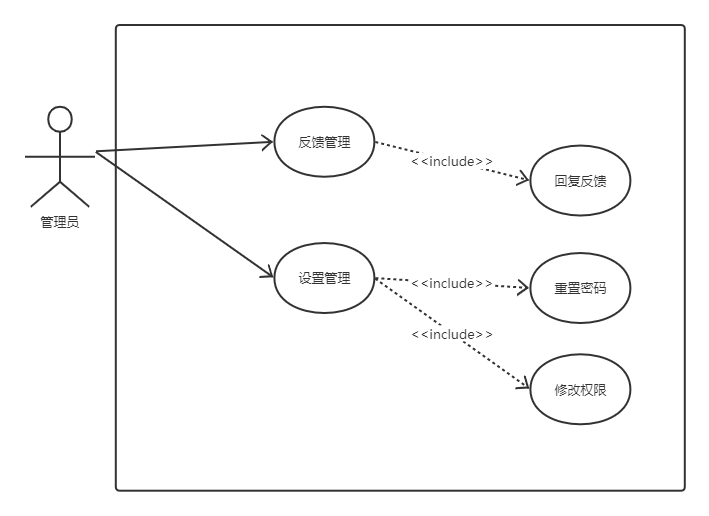 反馈管理
<<include>>
回复反馈
管理员
设置管理
<<include>>
重置密码
<<include>>
修改权限